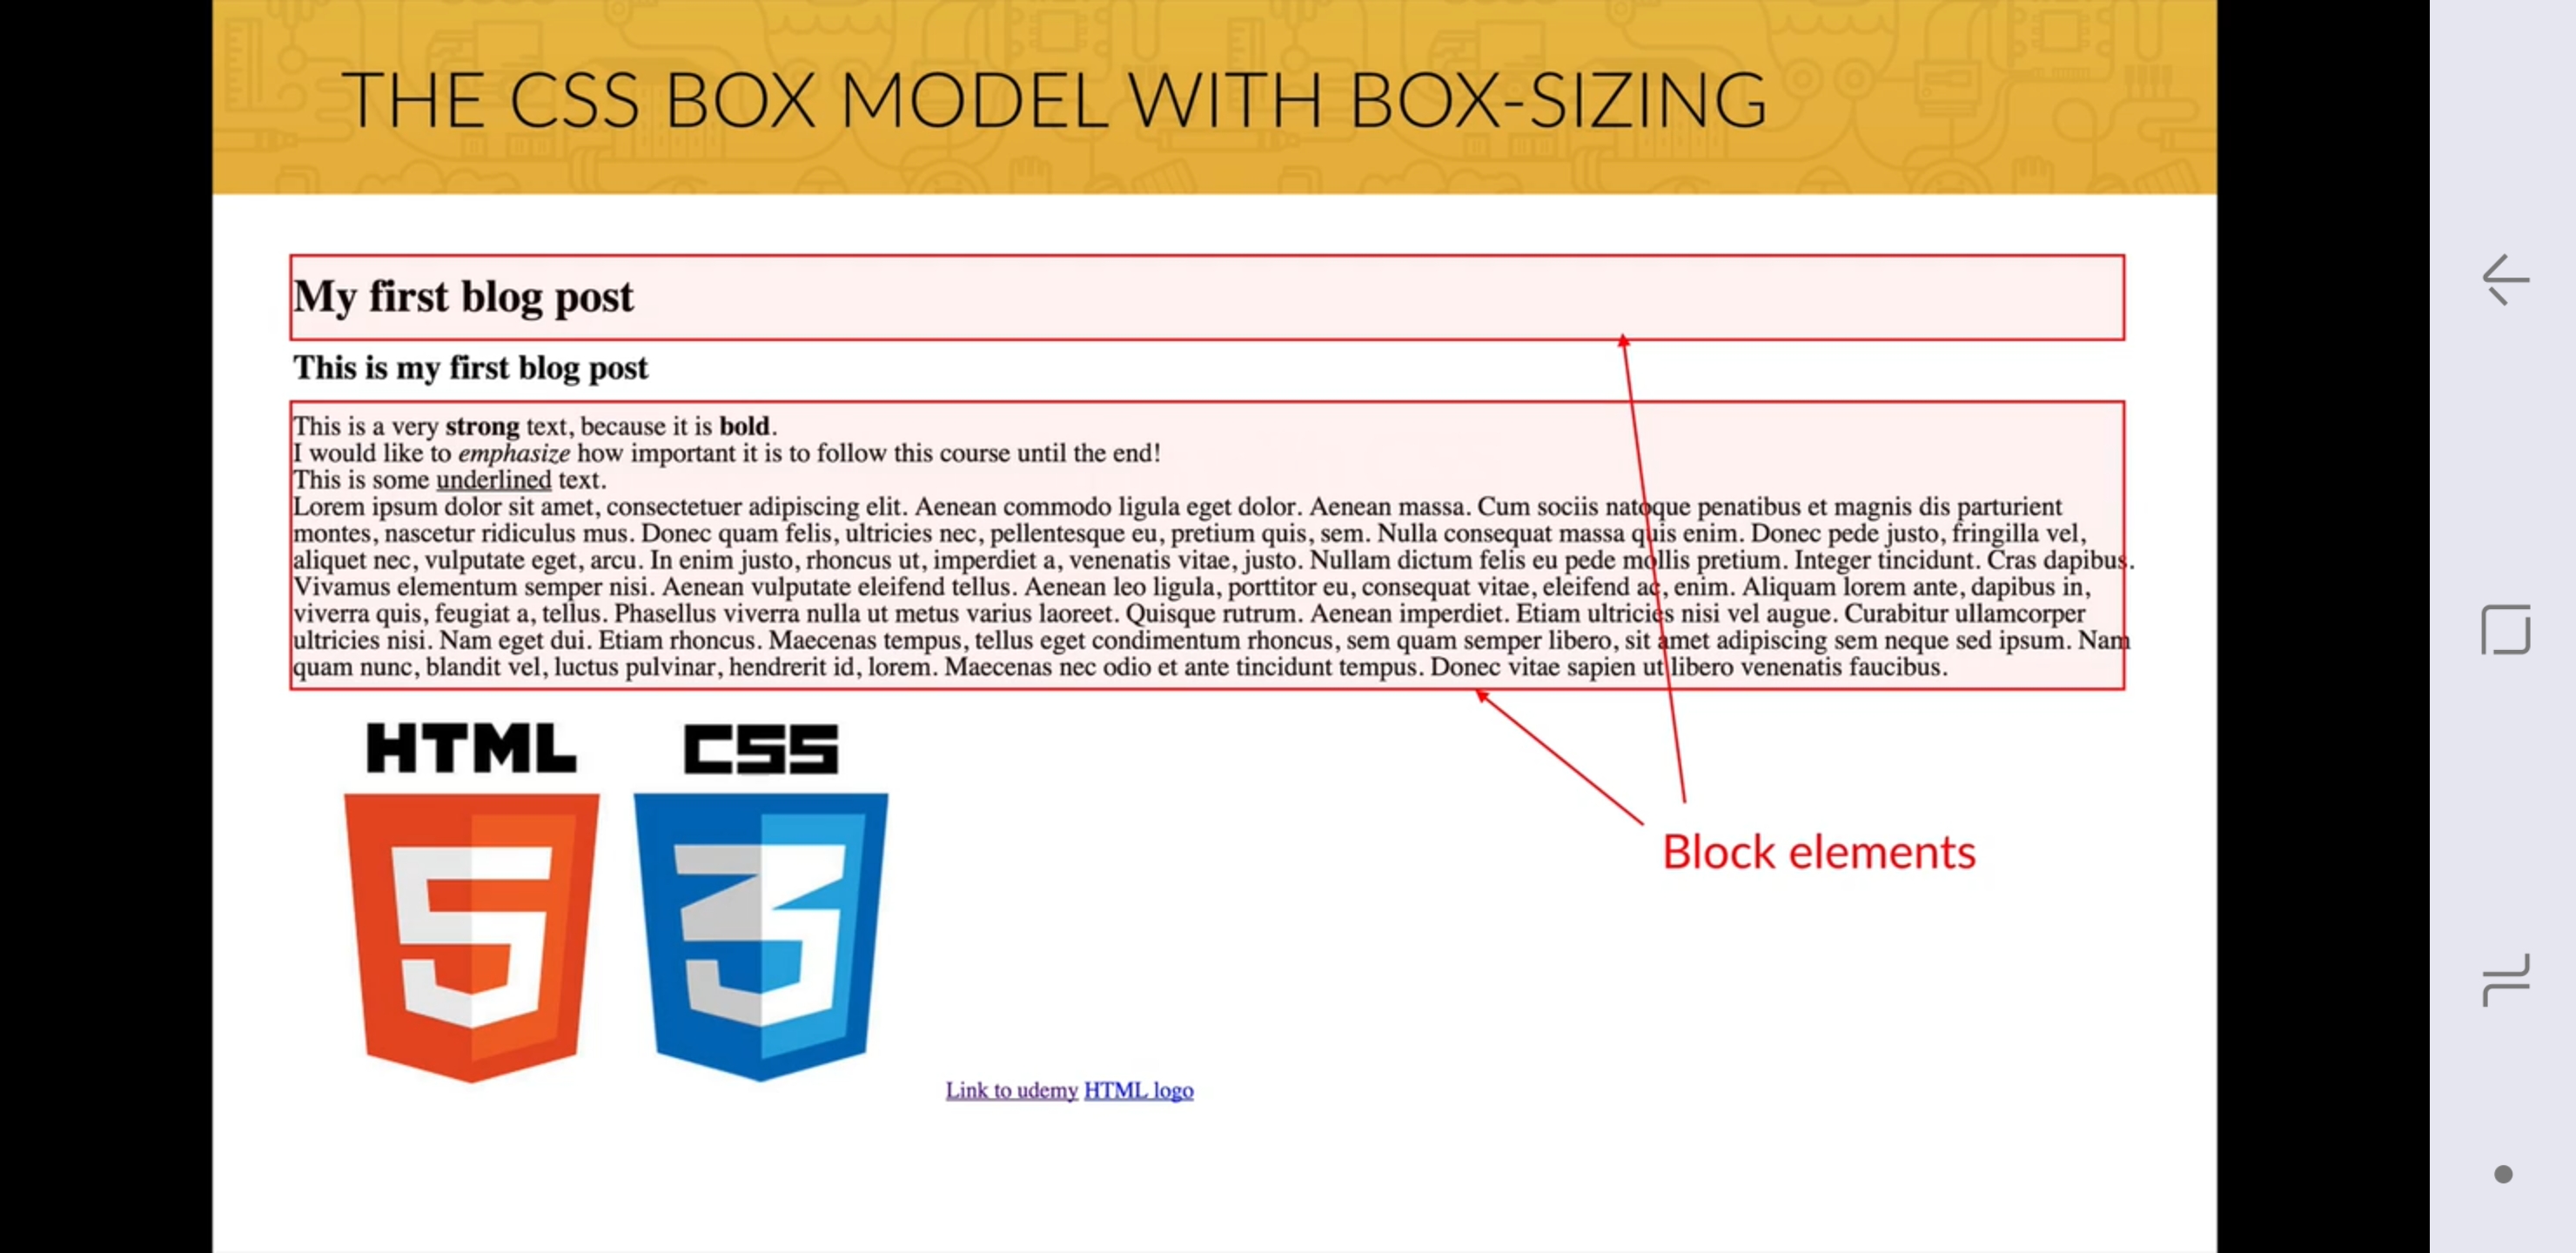 THE CSS BOX MODEL WITH BOX-SIZING
My first blog post
This is my first blog post
This is a very strong text, because it is bold.
I would like to emphasize how important it is to follow this course until the end!
This is some underlined text.
Lorem ipsum dolor sit amet, consectetuer adipiscing elit. Aenean commodo ligula eget dolor. Aenean massa. Cum sociis natoque penatibus et magnis dis parturient
montes, nascetur ridiculus mus. Donec quam felis, ultricies nec, pellentesque eu, pretium quis, sem. Nulla consequat massa quis enim. Donec pede justo, fringilla vel,
aliquet nec, vulputate eget, arcu. In enim justo, rhoncus ut, imperdiet a, venenatis vitae, justo. Nullam dictum felis eu pede mollis pretium. Integer tincidunt. Cras dapibus.
Vivamus elementum semper nisi. Aenean vulputate eleifend tellus. Aenean leo ligula, porttitor eu, consequat vitae, eleifend ac, enim. Aliquam lorem ante, dapibus in,
viverra quis, feugiat a, tellus. Phasellus viverra nulla ut metus varius laoreet. Quisque rutrum. Aenean imperdiet. Etiam ultricies nisi vel augue. Curabitur ullamcorper
ultricies nisi. Nam eget dui. Etiam rhoncus. Maecenas tempus, tellus eget condimentum rhoncus, sem quam semper libero, sit amet adipiscing sem neque sed ipsum. Nam
quam nunc, blandit vel, luctus pulvinar, hendrerit id, lorem. Maecenas nec odio et ante tincidunt tempus. Donec vitae sapien ut libero venenatis faucibus.
HTML CSS
5 3
Block elements
Link to udemy HTML logo